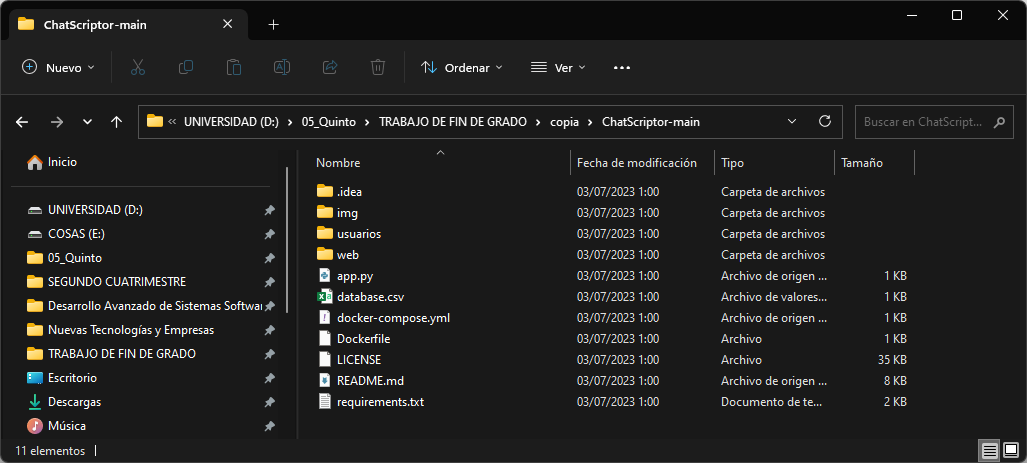 ChatScriptor-main
Nuevo Ordenar Ver
« UNIVERSIDAD (D:) › 05_Quinto › TRABAJO DE FIN DE GRADO › copia › ChatScriptor-main
Buscar en ChatScript...
Inicio
UNIVERSIDAD (D:)
COSAS (E:)
05_Quinto
SEGUNDO CUATRIMESTRE
Desarrollo Avanzado de Sistemas Softwar
Nuevas Tecnologías y Empresas
TRABAJO DE FIN DE GRADO
Escritorio
Descargas
Música
Nombre Fecha de modificación Tipo Tamaño
.idea 03/07/2023 1:00 Carpeta de archivos
img 03/07/2023 1:00 Carpeta de archivos
usuarios 03/07/2023 1:00 Carpeta de archivos
web 03/07/2023 1:00 Carpeta de archivos
app.py 03/07/2023 1:00 Archivo de origen ... 1 KB
database.csv 03/07/2023 1:00 Archivo de valores... 1 KB
docker-compose.yml 03/07/2023 1:00 Archivo de origen ... 1 KB
Dockerfile 03/07/2023 1:00 Archivo 1 KB
LICENSE 03/07/2023 1:00 Archivo 35 KB
README.md 03/07/2023 1:00 Archivo de origen ... 8 KB
requirements.txt 03/07/2023 1:00 Documento de te... 2 KB
11 elementos